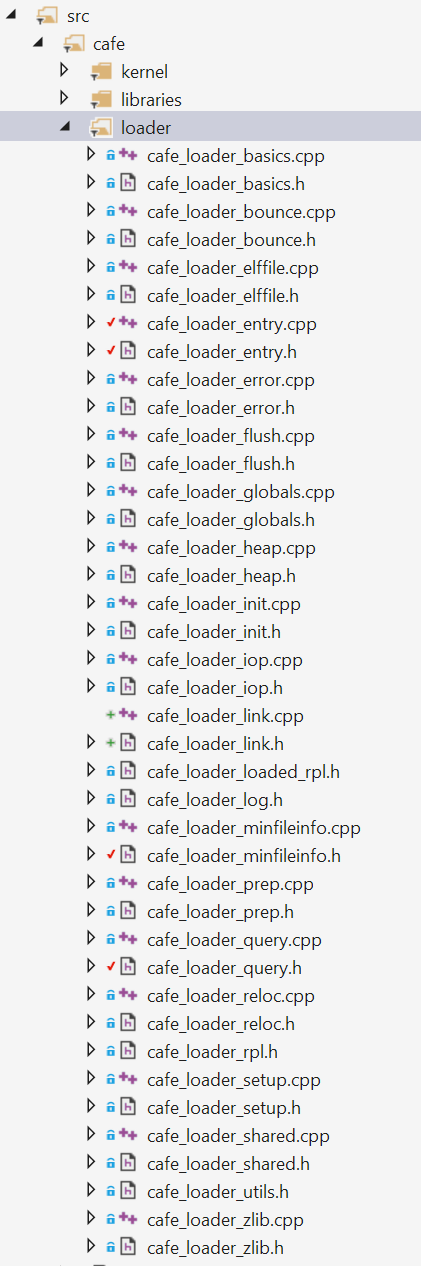 src
cafe
kernel
libraries
loader
cafe_loader_basics.cpp
cafe_loader_basics.h
cafe_loader_bounce.cpp
cafe_loader_bounce.h
cafe_loader_elffile.cpp
cafe_loader_elffile.h
cafe_loader_entry.cpp
cafe_loader_entry.h
cafe_loader_error.cpp
cafe_loader_error.h
cafe_loader_flush.cpp
cafe_loader_flush.h
cafe_loader_globals.cpp
cafe_loader_globals.h
cafe_loader_heap.cpp
cafe_loader_heap.h
cafe_loader_init.cpp
cafe_loader_init.h
cafe_loader_iop.cpp
cafe_loader_iop.h
cafe_loader_link.cpp
cafe_loader_link.h
cafe_loader_loaded_rpl.h
cafe_loader_log.h
cafe_loader_minfileinfo.cpp
cafe_loader_minfileinfo.h
cafe_loader_prep.cpp
cafe_loader_prep.h
cafe_loader_query.cpp
cafe_loader_query.h
cafe_loader_reloc.cpp
cafe_loader_reloc.h
cafe_loader_rpl.h
cafe_loader_setup.cpp
cafe_loader_setup.h
cafe_loader_shared.cpp
cafe_loader_shared.h
cafe_loader_utils.h
cafe_loader_zlib.cpp
cafe_loader_zlib.h